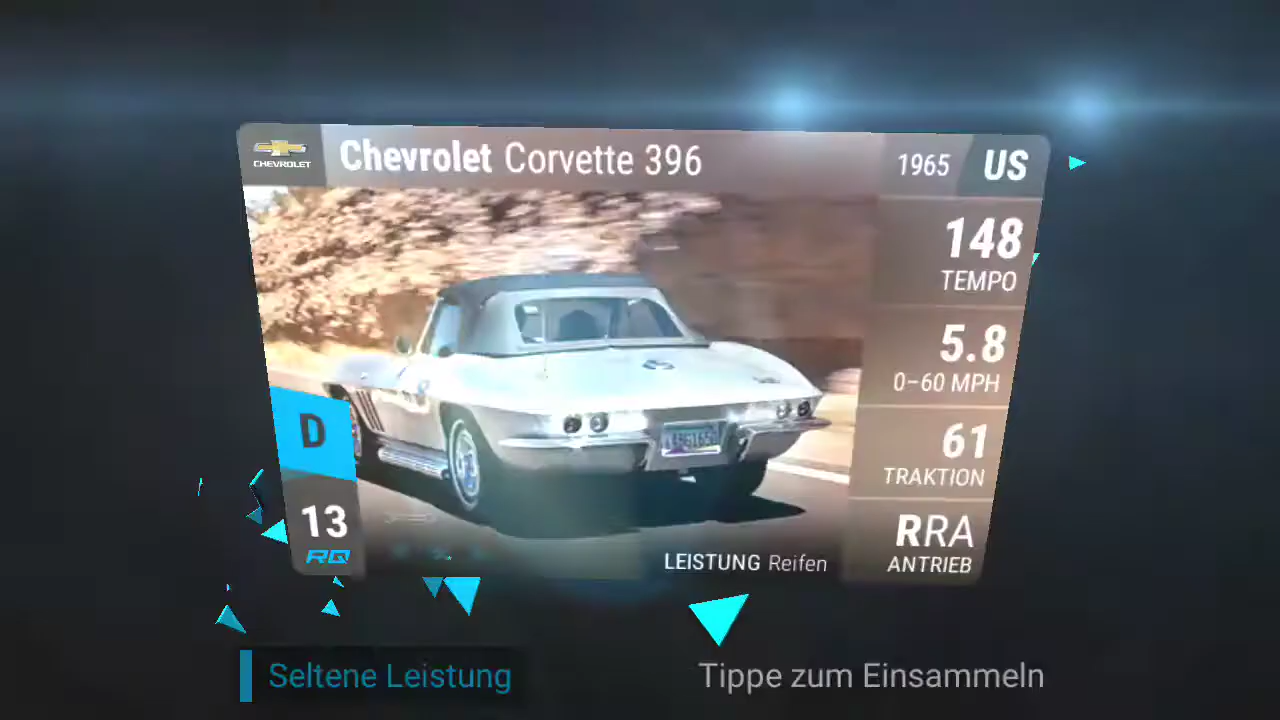 CHEVROLET
Chevrolet Corvette 396
1965
US
148
TEMPO
5.8
0–60 MPH
61
TRAKTION
RRA
ANTRIEB
D
13
RQ
LEISTUNG Reifen
Seltene Leistung
Tippe zum Einsammeln